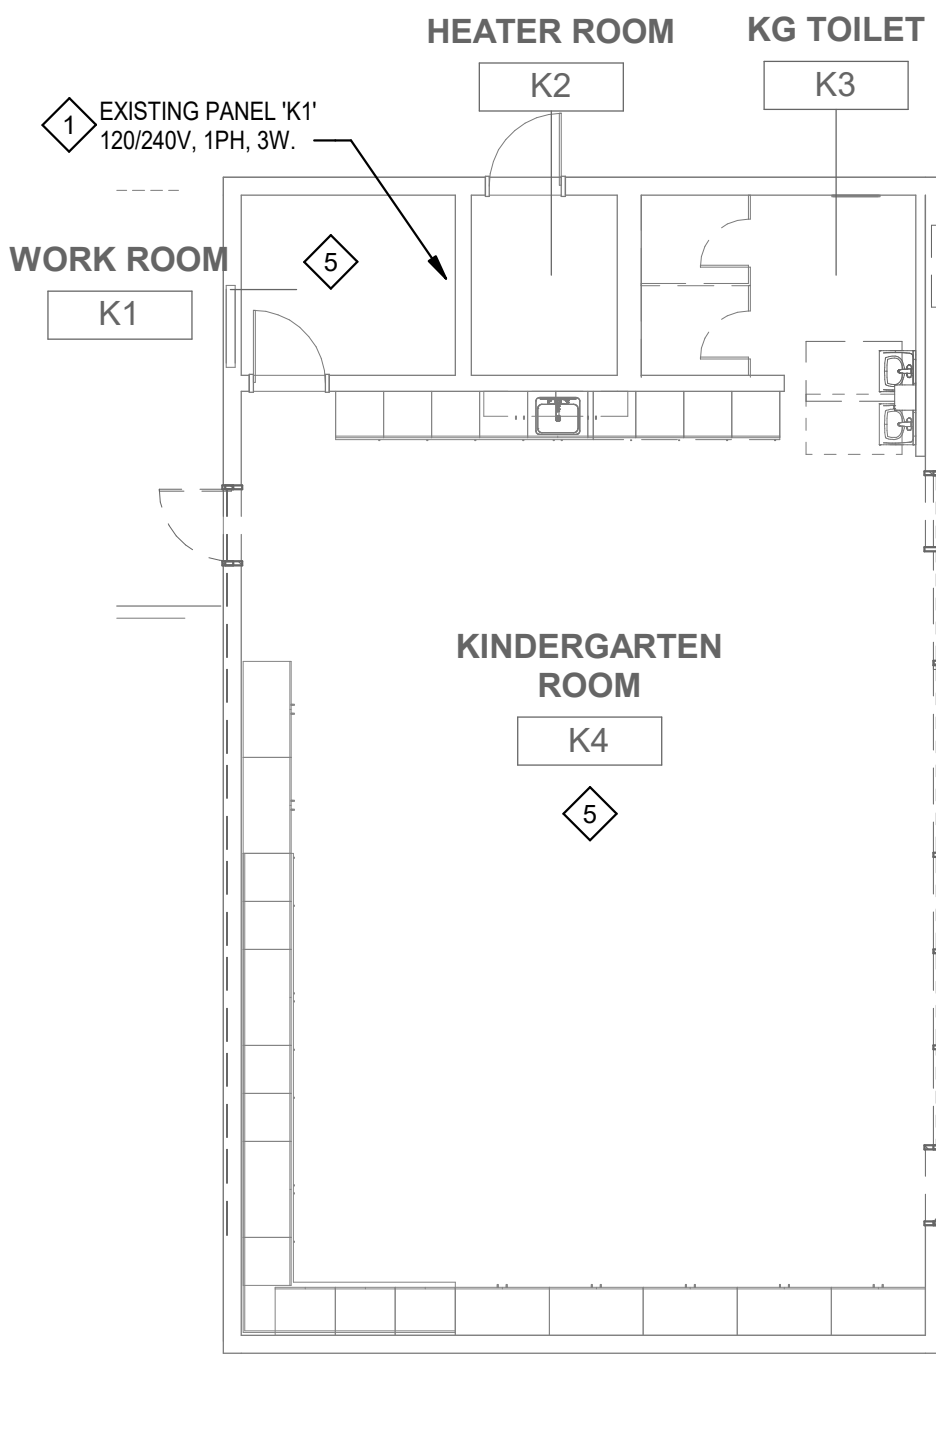 HEATER ROOM
K2
KG TOILET
K3
1
EXISTING PANEL 'K1'
120/240V, 1PH, 3W.
WORK ROOM
K1
5
KINDERGARTEN
ROOM
K4
5